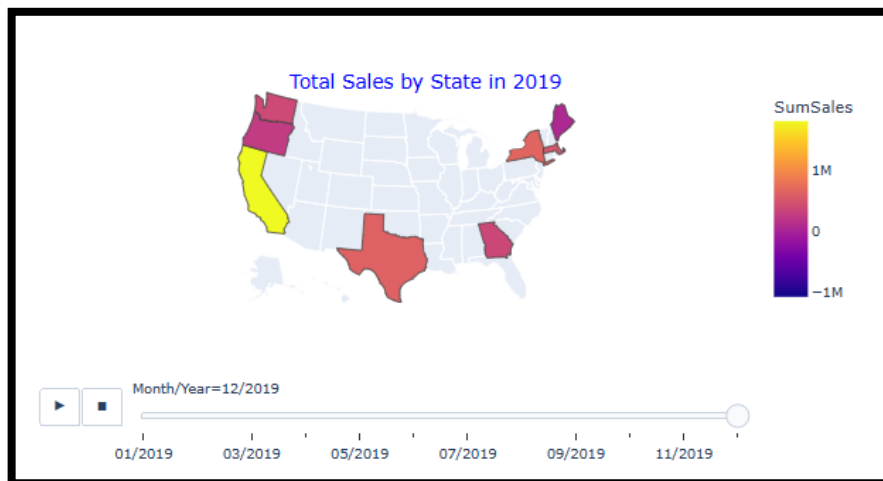 Total Sales by State in 2019
SumSales
1M
0
−1M
Month/Year=12/2019
01/2019
03/2019
05/2019
07/2019
09/2019
11/2019